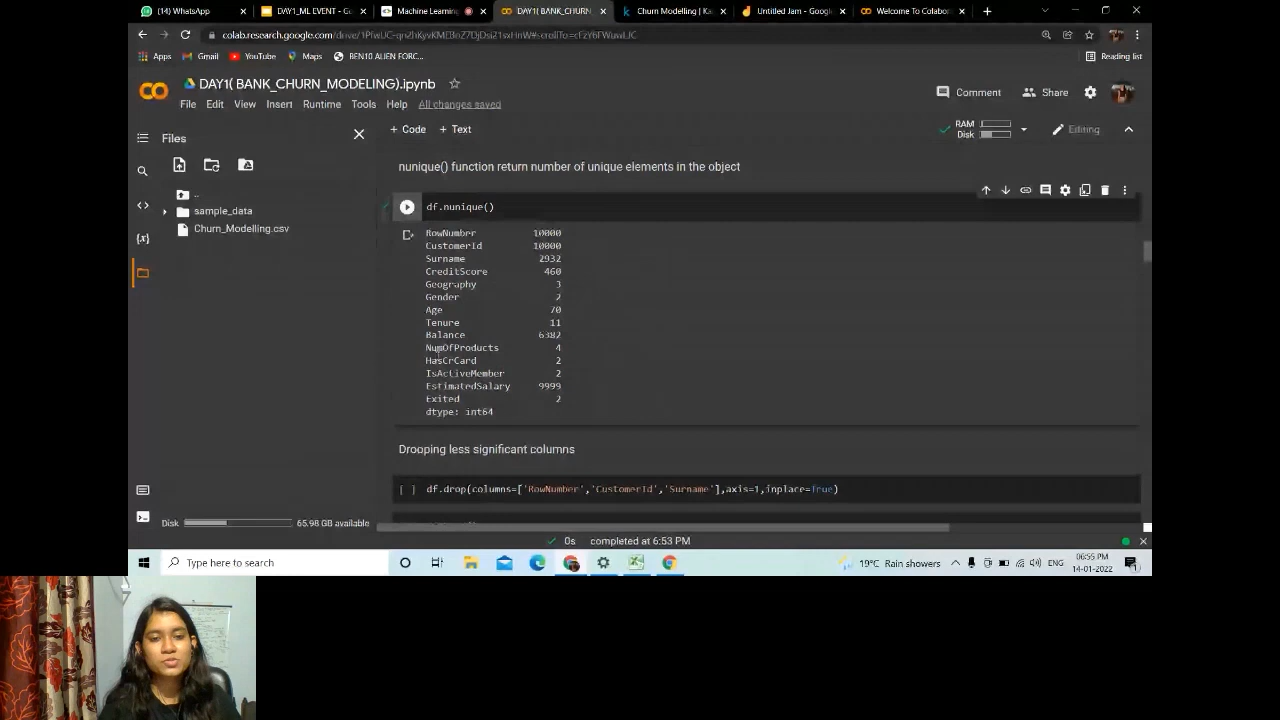 (14) WhatsApp
DAY1_ML EVENT - G
Machine Learning
DAY1( BANK_CHURN
Churn Modelling | Ka
Untitled Jam - Google
Welcome To Colabor
colab.research.google.com/drive/
Apps
Gmail
YouTube
Maps
BEN10 ALIEN FORC...
Reading list
DAY1( BANK_CHURN_MODELING).ipynb
File Edit View Insert Runtime Tools Help All changes saved
Comment
Share
Files
+ Code + Text
RAM
Disk
Editing
..
sample_data
Churn_Modelling.csv
nunique() function return number of unique elements in the object
df.nunique()
RowNumber 10000
CustomerId 10000
Surname 2932
CreditScore 460
Geography 3
Gender 2
Age 70
Tenure 11
Balance 6382
NumOfProducts 4
HasCrCard 2
IsActiveMember 2
EstimatedSalary 9999
Exited 2
dtype: int64
Drooping less significant columns
[ ] df.drop(columns=['RowNumber','CustomerId','Surname'],axis=1,inplace=True)
Disk 65.98 GB available
0s completed at 6:53 PM
Type here to search
19°C Rain showers
ENG
06:55 PM
14-01-2022